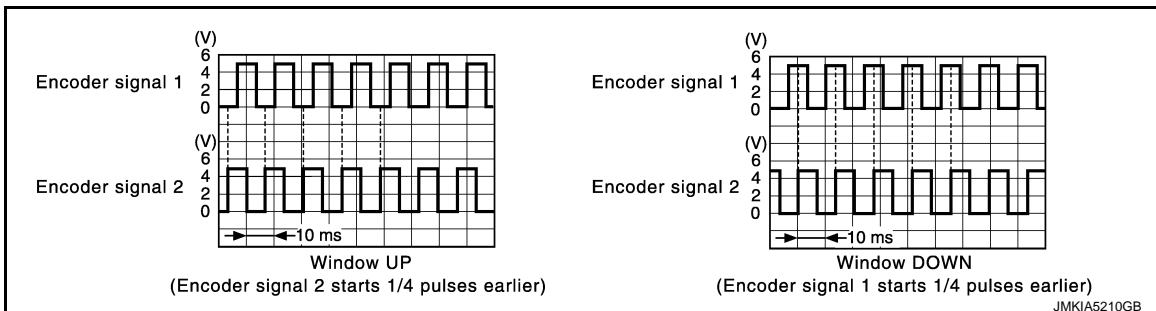 (V)
6
4
2
0
Encoder signal 1
(V)
6
4
2
0
Encoder signal 2
10 ms
Window UP
(Encoder signal 2 starts 1/4 pulses earlier)
(V)
6
4
2
0
Encoder signal 1
(V)
6
4
2
0
Encoder signal 2
10 ms
Window DOWN
(Encoder signal 1 starts 1/4 pulses earlier)
JMKIA5210GB